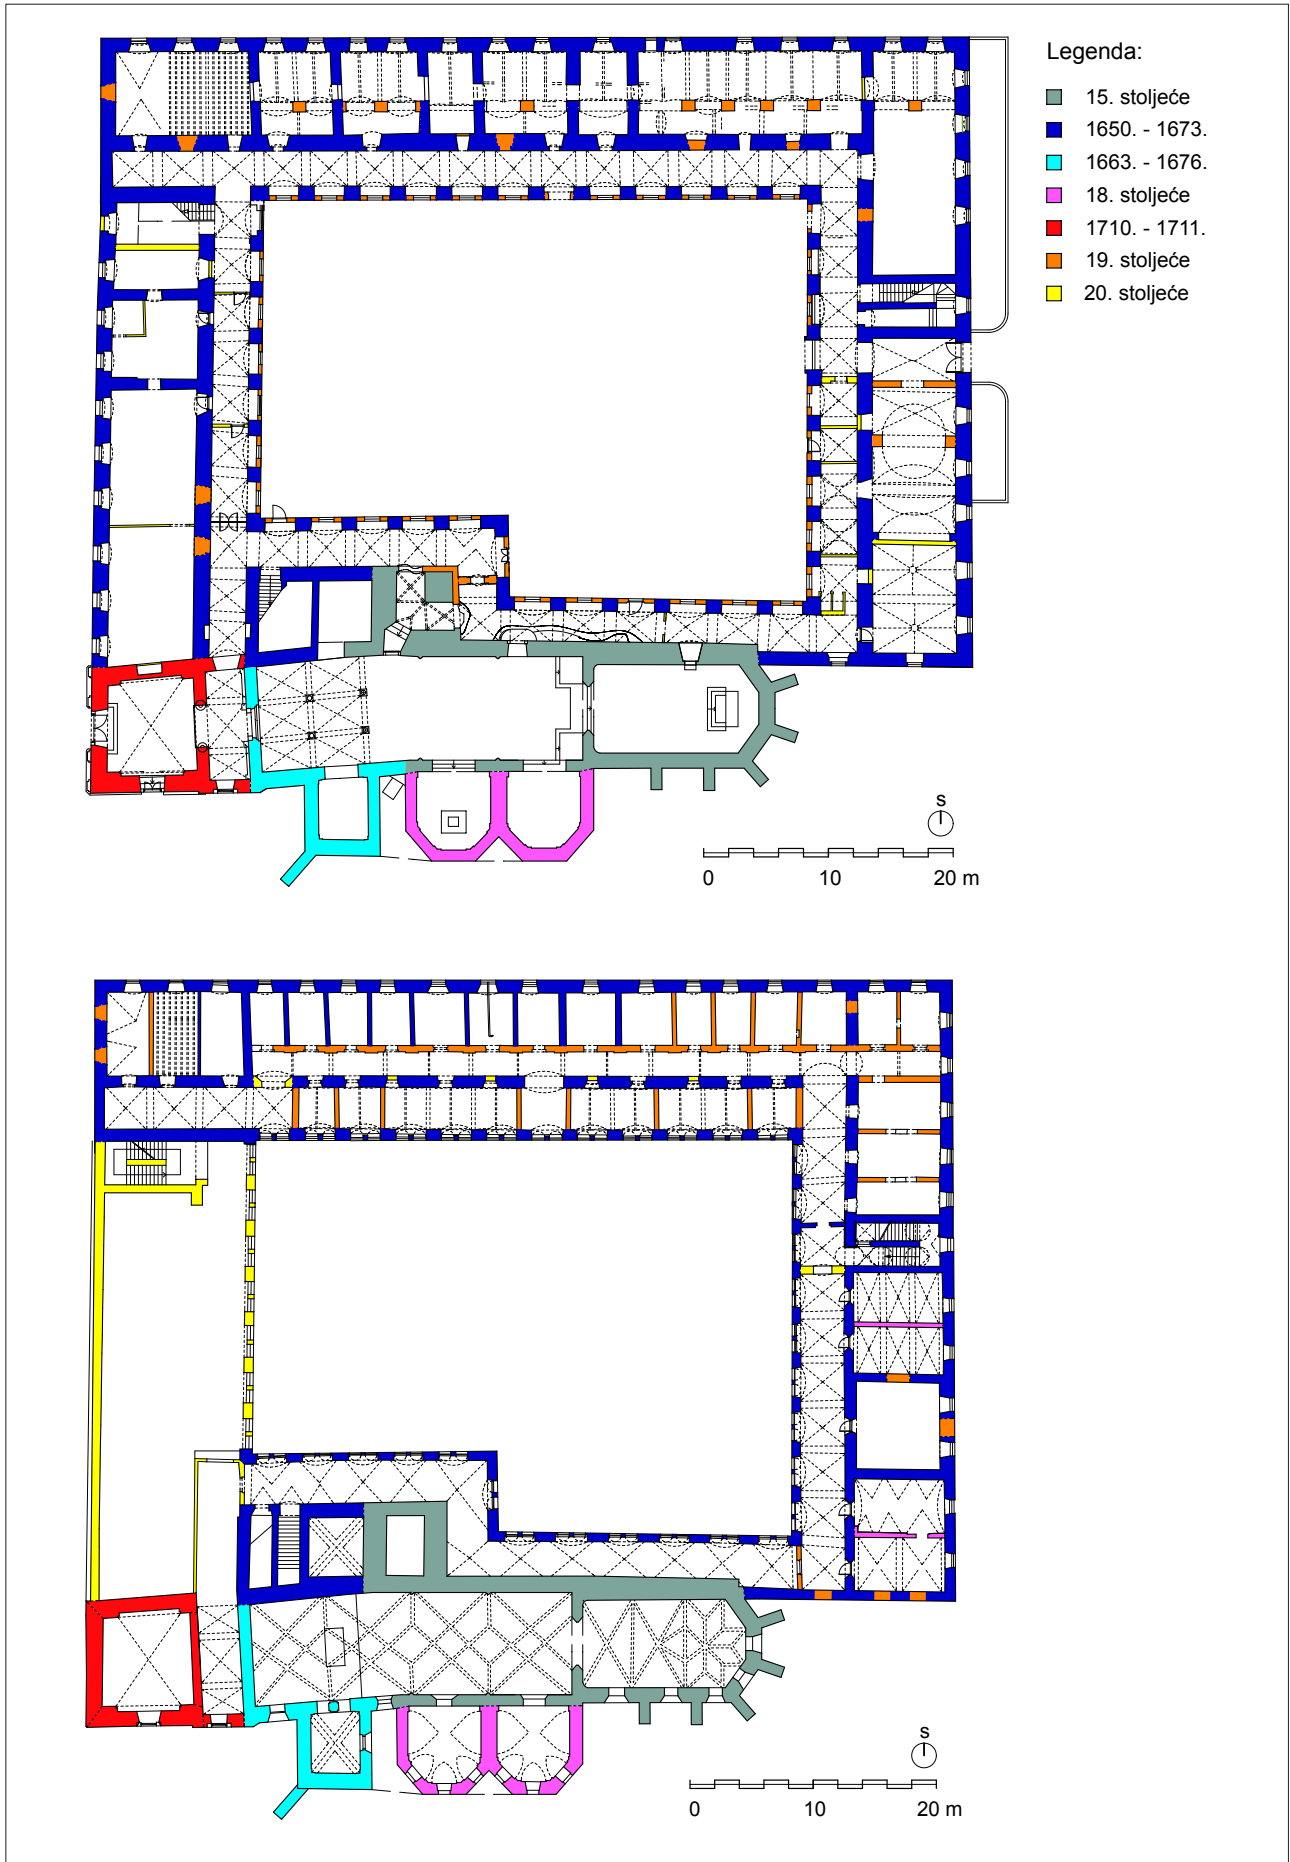 Legenda:
15. stoljeće
1650. - 1673.
1663. - 1676.
18. stoljeće
1710. - 1711.
19. stoljeće
20. stoljeće
s
0 10 20 m
s
0 10 20 m